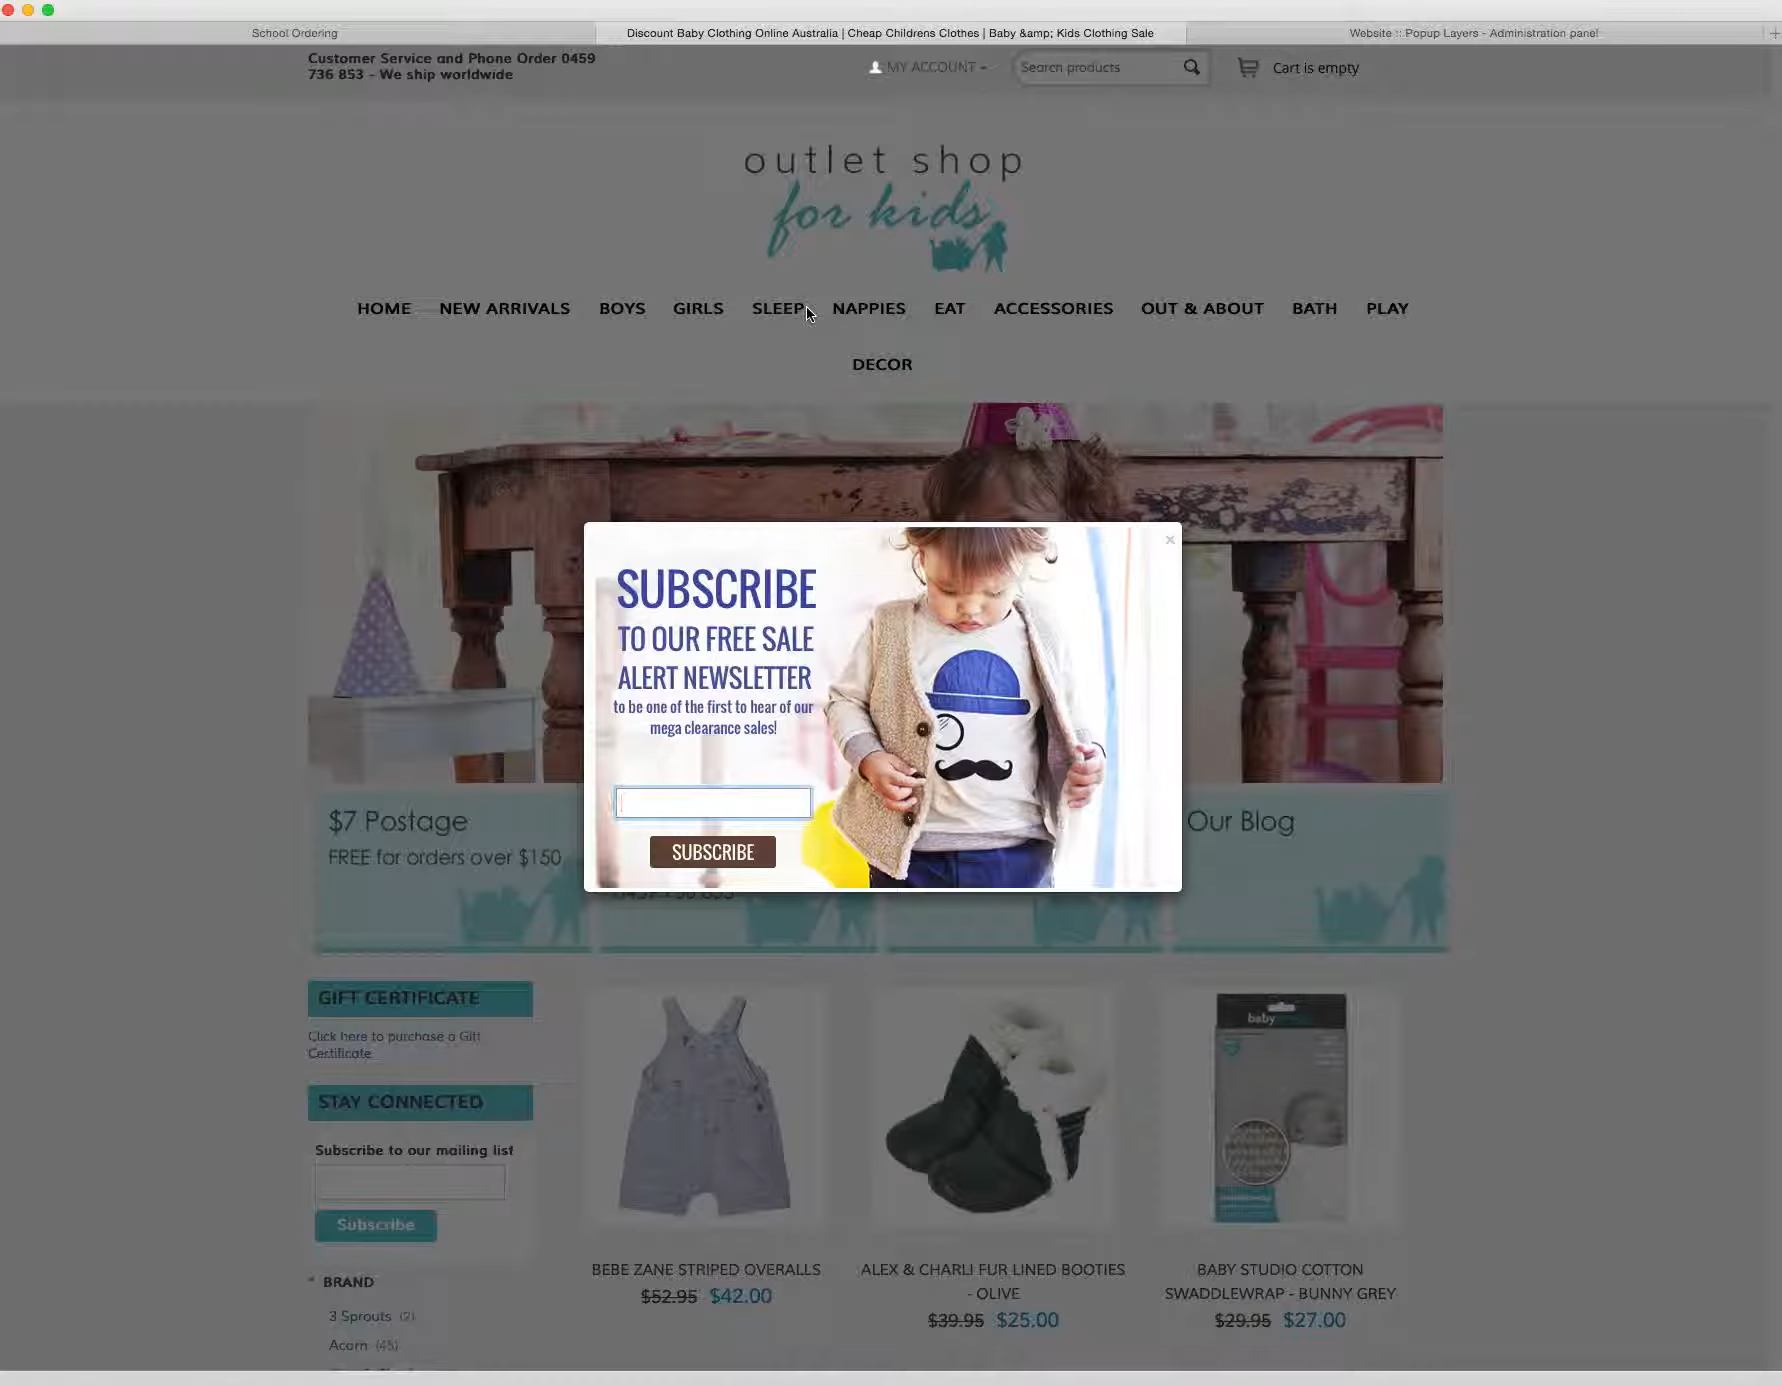 School Ordering
Discount Baby Clothing Online Australia | Cheap Childrens Clothes | Baby &amp; Kids Clothing Sale
Website :: Popup Layers - Administration panel
Customer Service and Phone Order 0459
736 853 - We ship worldwide
MY ACCOUNT
Search products
Cart is empty
outlet shop
for kids
HOME NEW ARRIVALS BOYS GIRLS SLEEP NAPPIES EAT ACCESSORIES OUT & ABOUT BATH PLAY
DECOR
SUBSCRIBE
TO OUR FREE SALE
ALERT NEWSLETTER
to be one of the first to hear of our
mega clearance sales!
SUBSCRIBE
$7 Postage
FREE for orders over $150
Our Blog
GIFT CERTIFICATE
Click here to purchase a Gift
Certificate
STAY CONNECTED
Subscribe to our mailing list
Subscribe
BRAND
3 Sprouts (2)
Acorn (45)
baby
BEBE ZANE STRIPED OVERALLS
$52.95 $42.00
ALEX & CHARLI FUR LINED BOOTIES
- OLIVE
$39.95 $25.00
BABY STUDIO COTTON
SWADDLEWRAP - BUNNY GREY
$29.95 $27.00